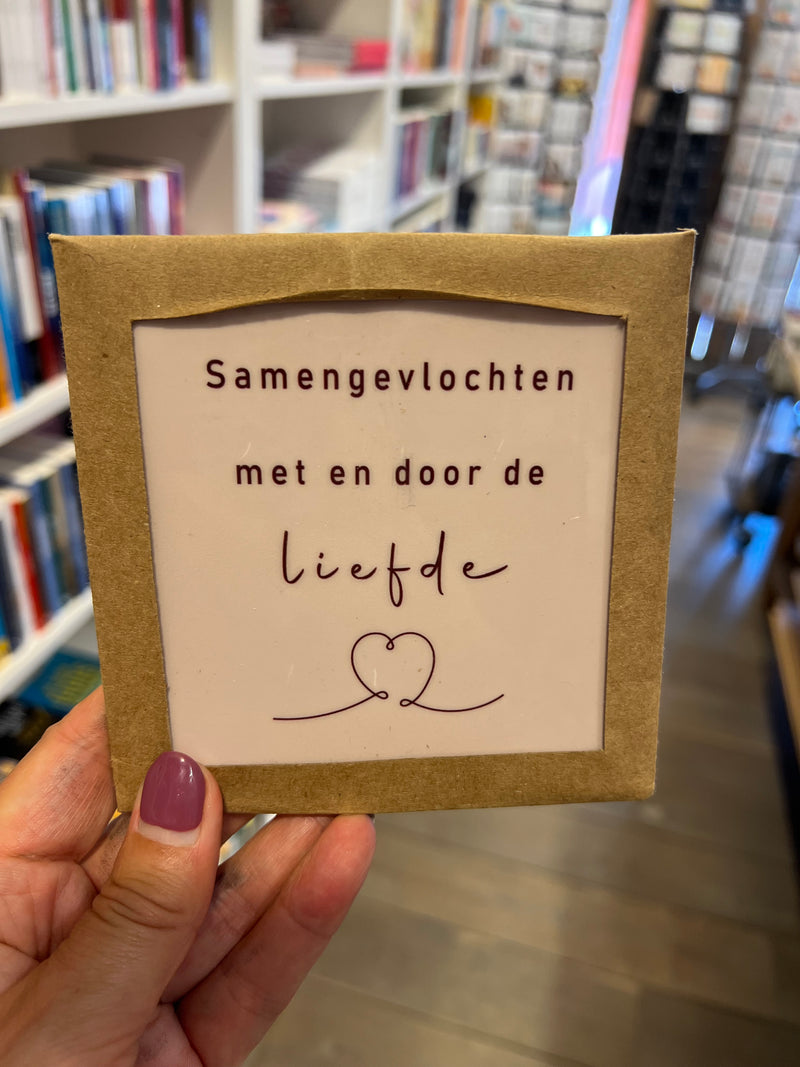 Samengevlochten
met en door de
liefde